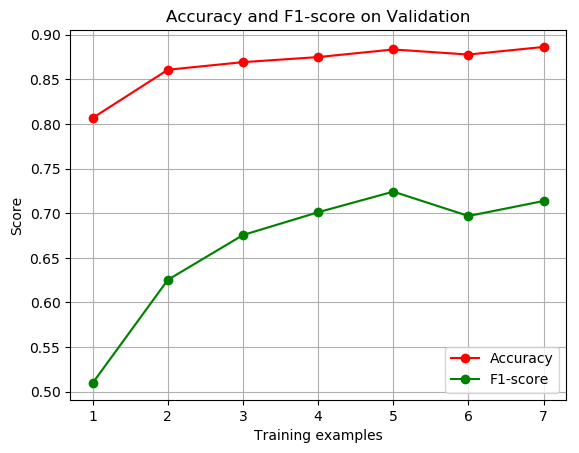 Accuracy and F1-score on Validation
0.90
0.85
0.80
0.75
0.70
0.65
0.60
0.55
0.50
Score
Accuracy
F1-score
1 2 3 4 5 6 7
Training examples